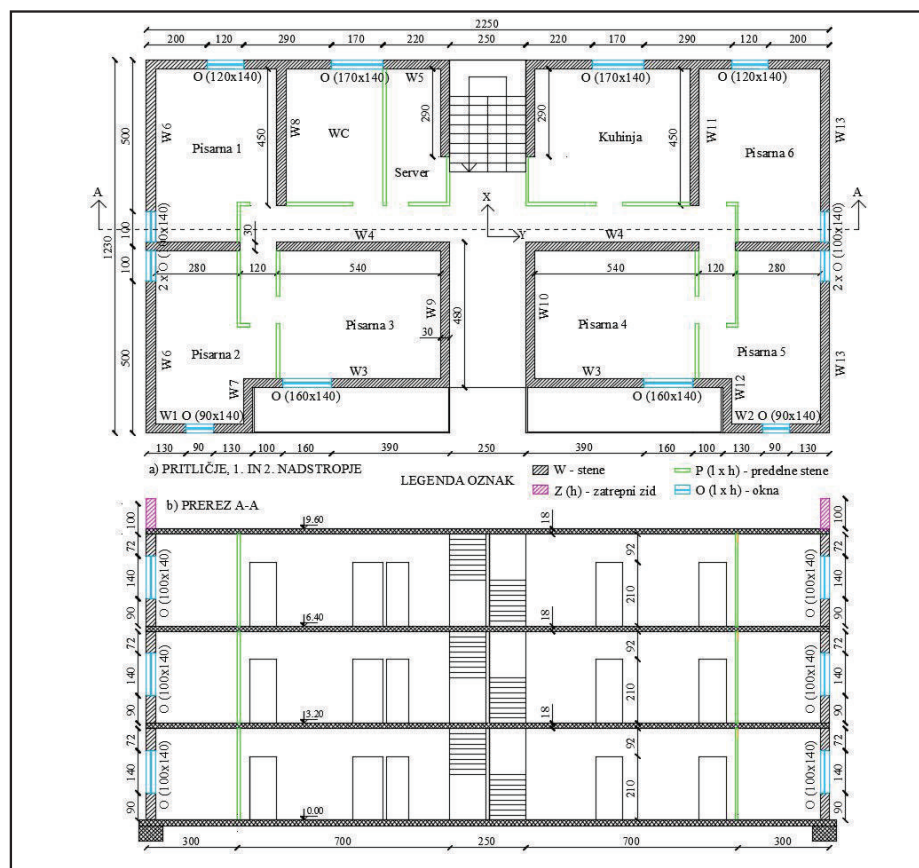 2250
200 120 290 170 220 250 220 170 290 120 200
O (120x140) O (170x140) W5 O (170x140) O (120x140)
500 W6 Pisarna 1 450 W8 WC 290 290 Kuhinja 450 W11 Pisarna 6 W13 500
Server
A A
X
Y
1230
100 30 W4 W4 100
2 x O (100x140) 2 x O (100x140)
100 280 120 540 540 120 280 100
500 W6 Pisarna 2 Pisarna 3 W9 30 480 W10 Pisarna 4 Pisarna 5 W13 500
W7 W3 W3 W12
O (160x140) O (160x140)
W1 O (90x140) W2 O (90x140)
130 90 130 100 160 390 250 390 160 100 130 90 130
a) PRITLIČJE, 1. IN 2. NADSTROPJE
LEGENDA OZNAK
W - stene
P (l x h) - predelne stene
Z (h) - zatrepni zid
O (l x h) - okna
b) PREREZ A-A
100 9.60 18 100
72 92 72
140 O (100x140) 210 O (100x140) 140
90 6.40 18 90
72 92 72
140 O (100x140) 210 O (100x140) 140
90 3.20 18 90
72 92 72
140 O (100x140) 210 O (100x140) 140
90 0.00 90
300 700 250 700 300